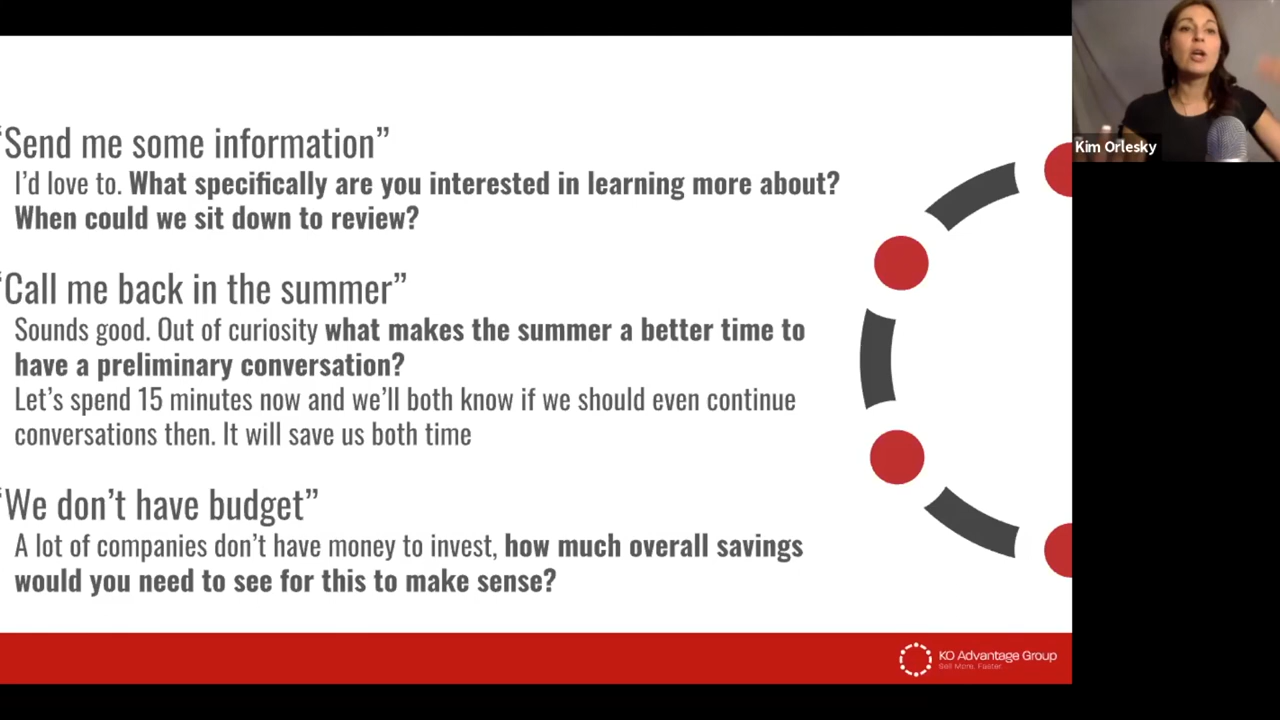 ‘Send me some information”
I’d love to. What specifically are you interested in learning more about?
When could we sit down to review?
‘Call me back in the summer”
Sounds good. Out of curiosity what makes the summer a better time to
have a preliminary conversation?
Let’s spend 15 minutes now and we’ll both know if we should even continue
conversations then. It will save us both time
‘We don’t have budget”
A lot of companies don’t have money to invest, how much overall savings
would you need to see for this to make sense?
Kim Orlesky
KO Advantage Group
Sell More, Faster